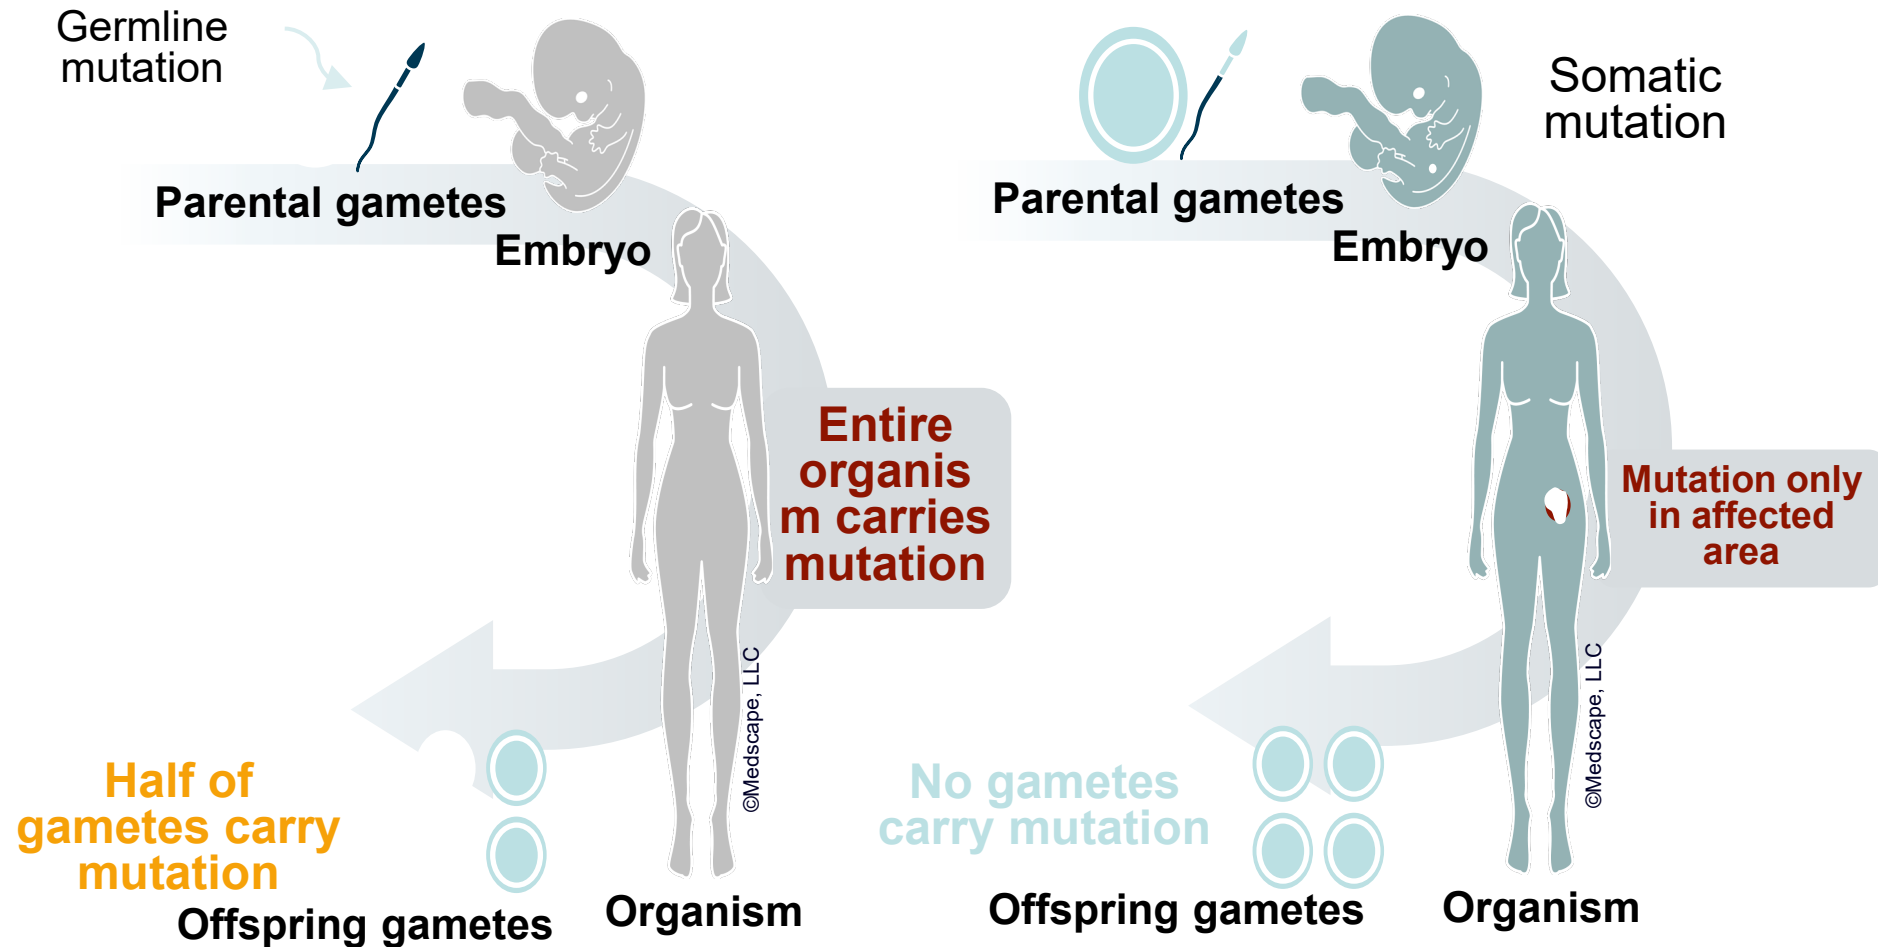 Germline
mutation
Parental gametes
Embryo
Entire
organis
m carries
mutation
©Medscape, LLC
Half of
gametes carry
mutation
Offspring gametes
Organism
Somatic
mutation
Parental gametes
Embryo
Mutation only
in affected
area
©Medscape, LLC
No gametes
carry mutation
Offspring gametes
Organism